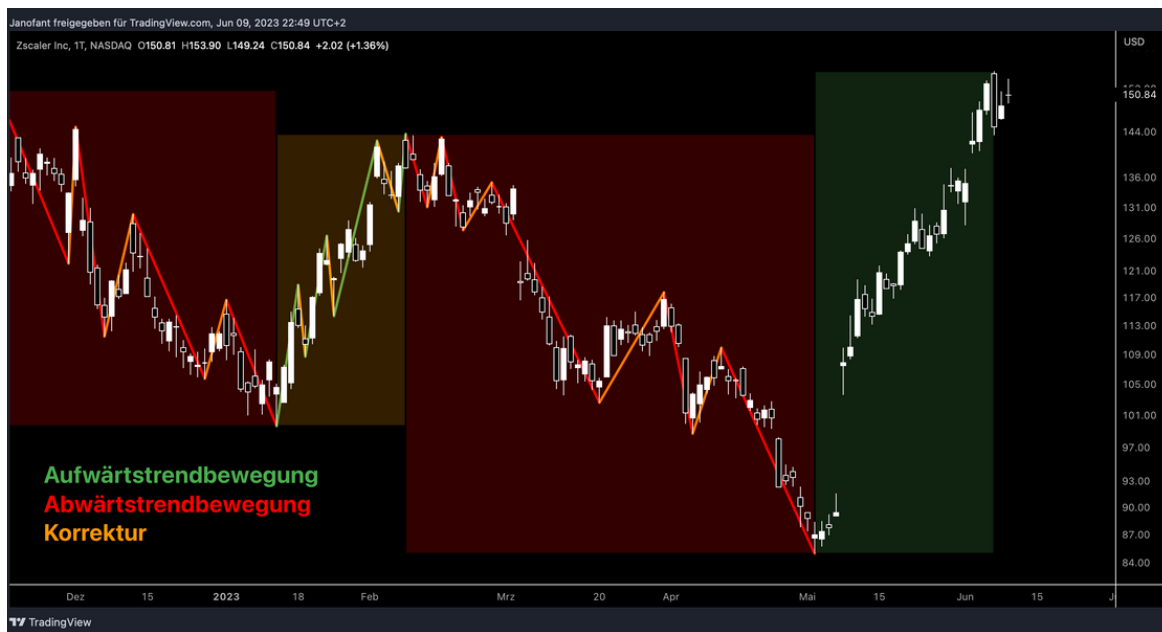 Janofant freigegeben für TradingView.com, Jun 09, 2023 22:49 UTC+2
Zscaler Inc, 1T, NASDAQ O150.81 H153.90 L149.24 C150.84 +2.02 (+1.36%)
USD
150.84
144.00
136.00
131.00
126.00
121.00
117.00
113.00
109.00
105.00
101.00
97.00
93.00
90.00
87.00
84.00
Aufwärtstrendbewegung
Abwärtstrendbewegung
Korrektur
Dez 15 2023 18 Feb Mrz 20 Apr Mai 15 Jun 15
TradingView